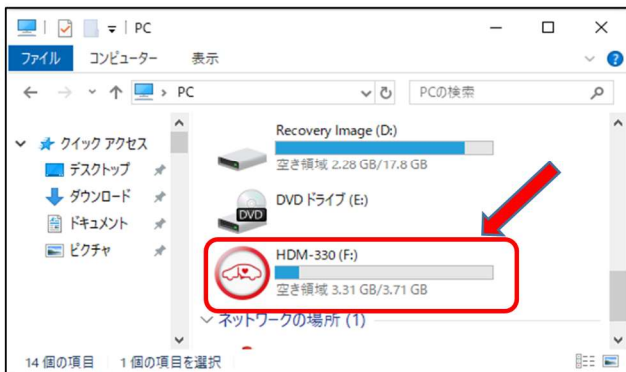 PC
ファイル コンピューター 表示
PC PCの検索
クイック アクセス
デスクトップ
ダウンロード
ドキュメント
ピクチャ
Recovery Image (D:)
空き領域 2.28 GB/17.8 GB
DVD ドライブ (E:)
DVD
HDM-330 (F:)
空き領域 3.31 GB/3.71 GB
ネットワークの場所 (1)
14 個の項目 1 個の項目を選択